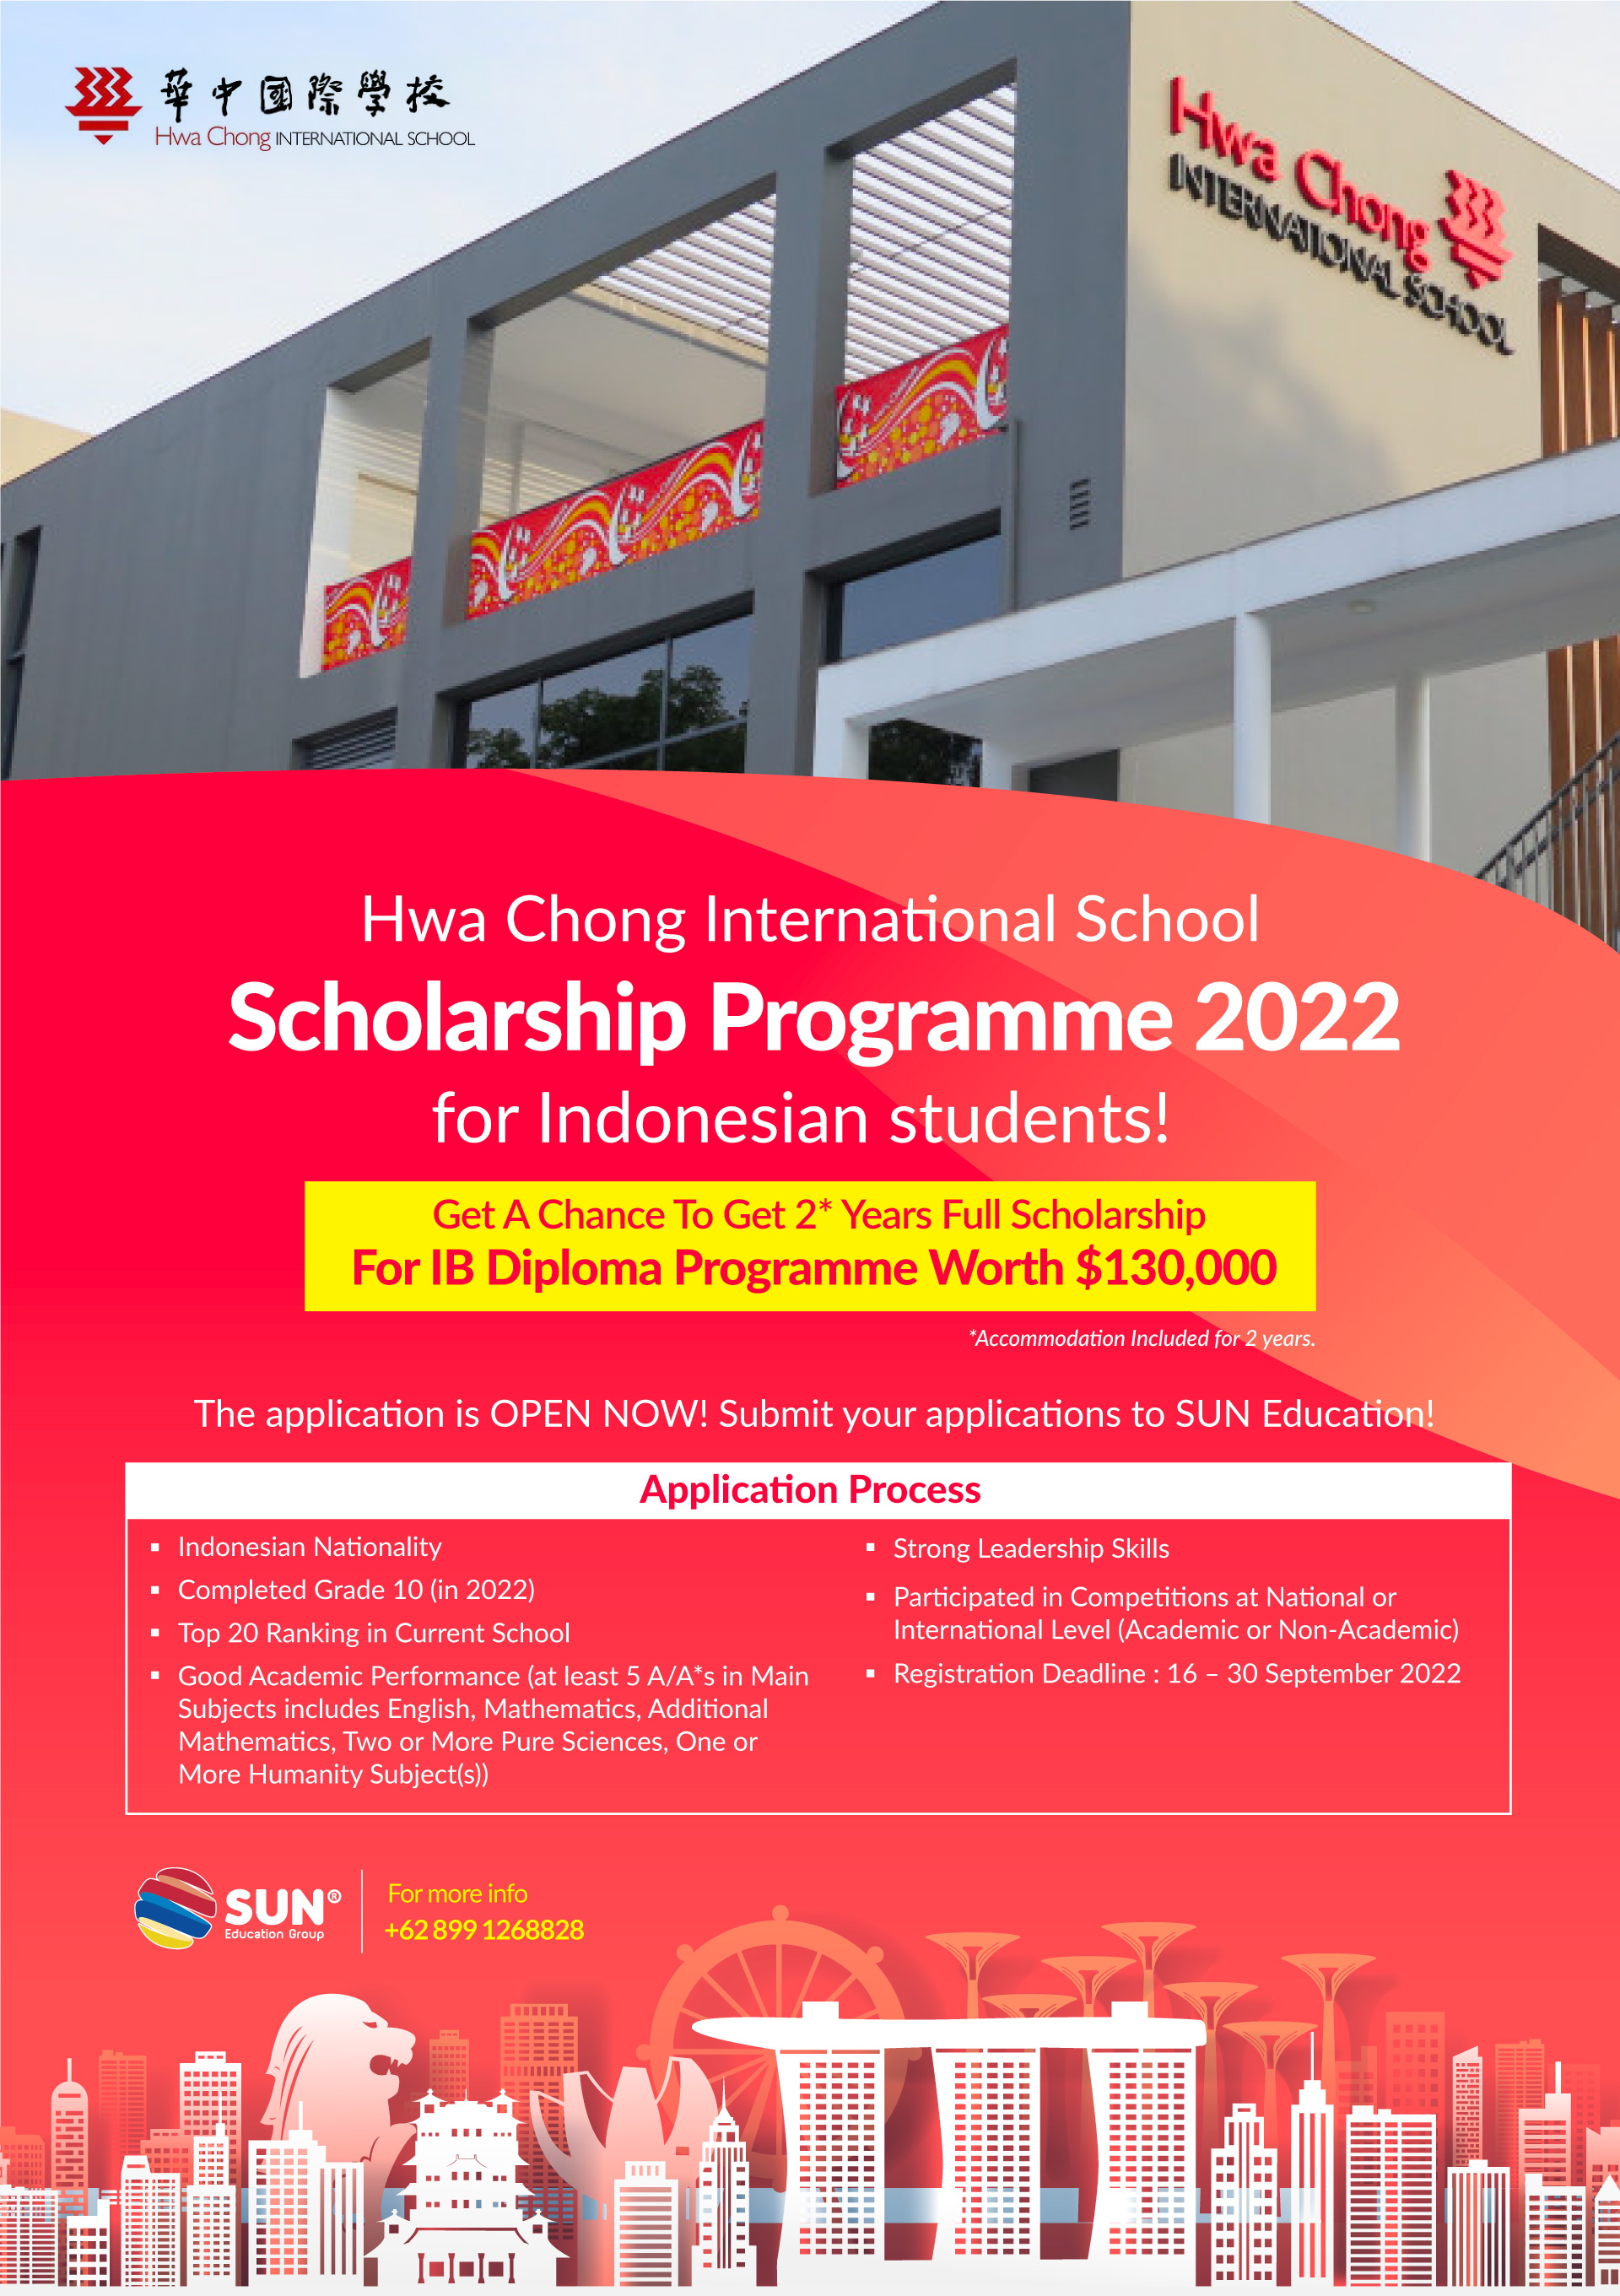 華中國際學校
Hwa Chong INTERNATIONAL SCHOOL
Hwa Chong
INTERNATIONAL SCHOOL
Hwa Chong International School
Scholarship Programme 2022
for Indonesian students!
Get A Chance To Get 2* Years Full Scholarship
For IB Diploma Programme Worth $130,000
*Accommodation Included for 2 years.
The application is OPEN NOW! Submit your applications to SUN Education!
Application Process
▪ Indonesian Nationality
▪ Completed Grade 10 (in 2022)
▪ Top 20 Ranking in Current School
▪ Good Academic Performance (at least 5 A/A*s in Main
Subjects includes English, Mathematics, Additional
Mathematics, Two or More Pure Sciences, One or
More Humanity Subject(s))
▪ Strong Leadership Skills
▪ Participated in Competitions at National or
International Level (Academic or Non-Academic)
▪ Registration Deadline : 16 – 30 September 2022
SUN®
Education Group
For more info
+62 899 1268828